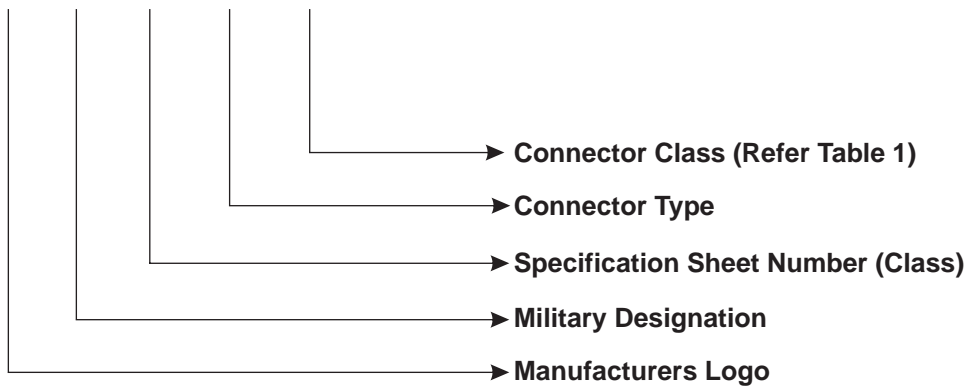 Connector Class (Refer Table 1)
Connector Type
Specification Sheet Number (Class)
Military Designation
Manufacturers Logo